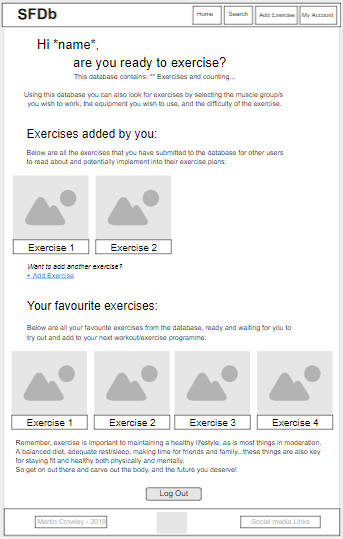 SFDb
Home
Search
Add Exercise
My Account
Hi *name*,
are you ready to exercise?
This database contains: ** Exercises and counting...
Using this database you can also look for exercises by selecting the muscle group/s
you wish to work, the equipment you wish to use, and the difficulty of the exercise.
Exercises added by you:
Below are all the exercises that you have submitted to the database for other users
to read about and potentially implement into their exercise plans:
Exercise 1
Exercise 2
Want to add another exercise?
+ Add Exercise
Your favourite exercises:
Below are all your favourite exercises from the database, ready and waiting for you to
try out and add to your next workout/exercise programme:
Exercise 1
Exercise 2
Exercise 3
Exercise 4
Remember, exercise is important to maintaining a healthy lifestyle, as is most things in moderation.
A balanced diet, adequate rest/sleep, making time for friends and family...these things are also key
for staying fit and healthy both physically and mentally.
So get on out there and carve out the body, and the future you deserve!
Log Out
Martin Crowley - 2019
Social media Links